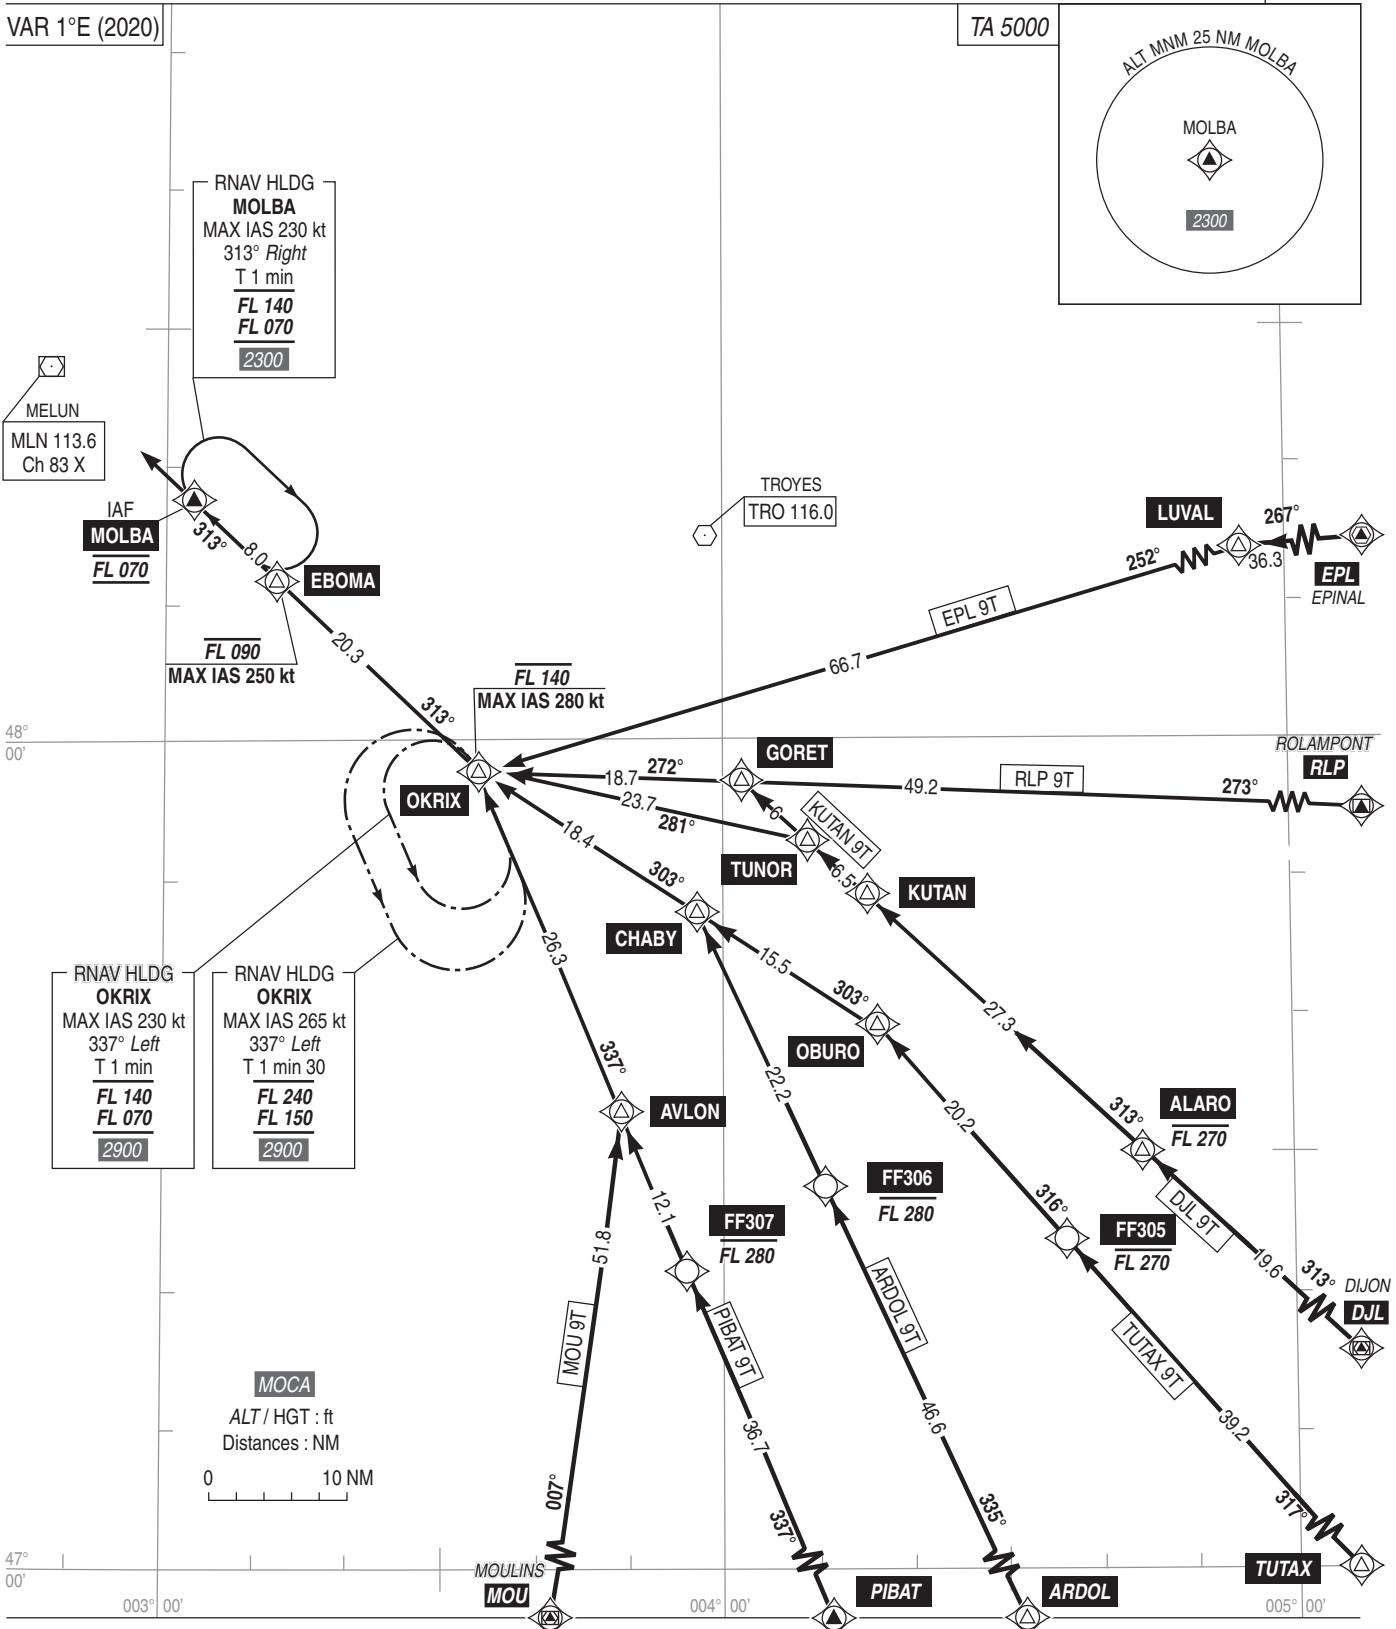 VAR 1°E (2020)
TA 5000
ALT MNM 25 NM MOLBA
MOLBA
2300
RNAV HLDG
MOLBA
MAX IAS 230 kt
313° Right
T 1 min
FL 140
FL 070
2300
MELUN
MLN 113.6
Ch 83 X
IAF
MOLBA
FL 070
313°
8.0
EBOMA
FL 090
MAX IAS 250 kt
20.3
313°
FL 140
MAX IAS 280 kt
TROYES
TRO 116.0
LUVAL
267°
36.3
EPL
EPINAL
252°
EPL 9T
66.7
48°
00'
OKRIX
GORET
18.7
272°
49.2
RLP 9T
273°
ROLAMPONT
RLP
23.7
281°
6
KUTAN 9T
TUNOR
6.5
KUTAN
18.4
303°
CHABY
15.5
303°
OBURO
27.3
313°
ALARO
FL 270
DJL 9T
19.6
313°
DIJON
DJL
26.3
337°
AVLON
22.2
20.2
316°
FF305
FL 270
FF306
FL 280
FF307
FL 280
12.1
51.8
MOU 9T
PIBAT 9T
ARDOL 9T
TUTAX 9T
RNAV HLDG
OKRIX
MAX IAS 230 kt
337° Left
T 1 min
FL 140
FL 070
2900
RNAV HLDG
OKRIX
MAX IAS 265 kt
337° Left
T 1 min 30
FL 240
FL 150
2900
MOCA
ALT / HGT : ft
Distances : NM
0 10 NM
36.7
46.6
39.2
007°
337°
335°
317°
47°
00'
MOULINS
MOU
PIBAT
ARDOL
TUTAX
003° 00'
004° 00'
005° 00'